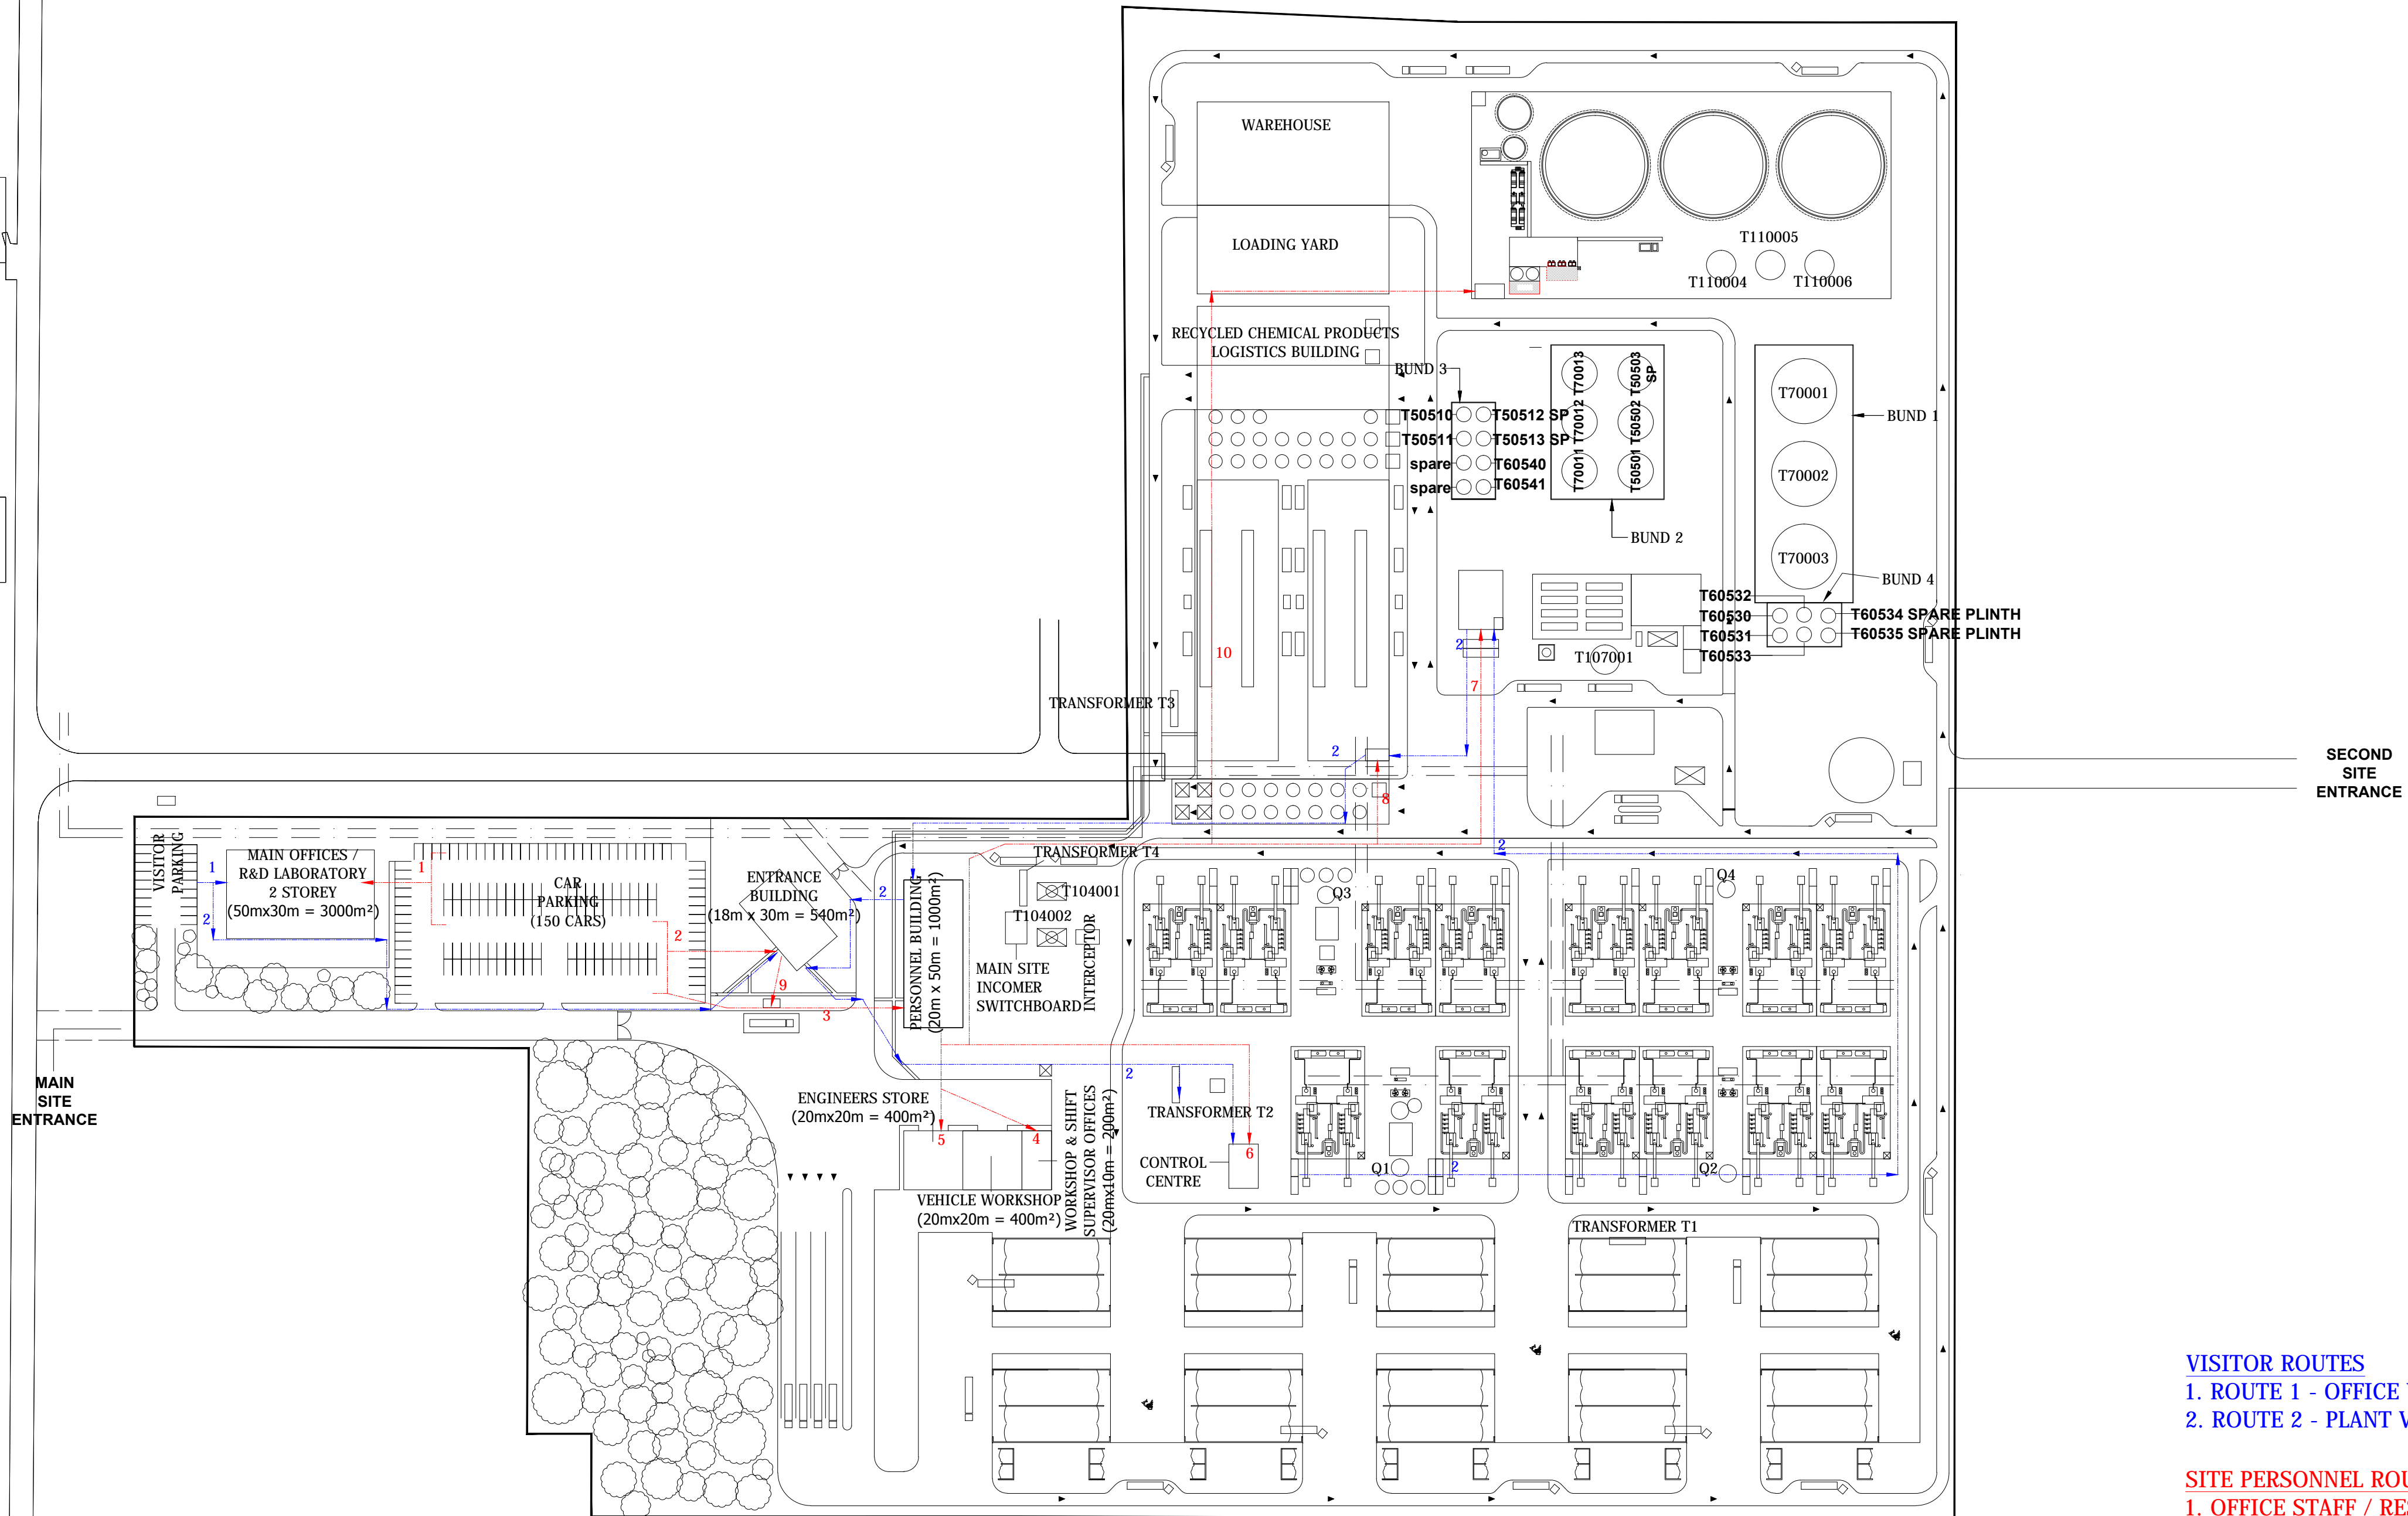 WAREHOUSE
LOADING YARD
T110005
T110004
T110006
RECYCLED CHEMICAL PRODUCTS
LOGISTICS BUILDING
BUND 3
T50510
T50512 SP
T50511
T50513 SP
spare
T60540
spare
T60541
T70013
T70012
T70011
T50503
SP
T50502
T50501
BUND 2
T70001
T70002
T70003
BUND 1
BUND 4
T60532
T60530
T60531
T60533
T60534 SPARE PLINTH
T60535 SPARE PLINTH
T107001
2
7
10
TRANSFORMER T3
2
8
SECOND
SITE
ENTRANCE
VISITOR
PARKING
1
2
MAIN OFFICES /
R&D LABORATORY
2 STOREY
(50mx30m = 3000m²)
1
CAR
PARKING
(150 CARS)
2
ENTRANCE
BUILDING
(18m x 30m = 540m²)
2
9
3
PERSONNEL BUILDING
(20m x 50m = 1000m²)
TRANSFORMER T4
T104001
T104002
MAIN SITE
INCOMER
SWITCHBOARD
INTERCEPTOR
2
Q3
Q4
MAIN
SITE
ENTRANCE
ENGINEERS STORE
(20mx20m = 400m²)
5
4
VEHICLE WORKSHOP
(20mx20m = 400m²)
WORKSHOP & SHIFT
SUPERVISOR OFFICES
(20mx10m = 200m²)
2
TRANSFORMER T2
CONTROL
CENTRE
6
Q1
2
Q2
TRANSFORMER T1
VISITOR ROUTES
1. ROUTE 1 - OFFICE
2. ROUTE 2 - PLANT
SITE PERSONNEL
1. OFFICE STAFF /